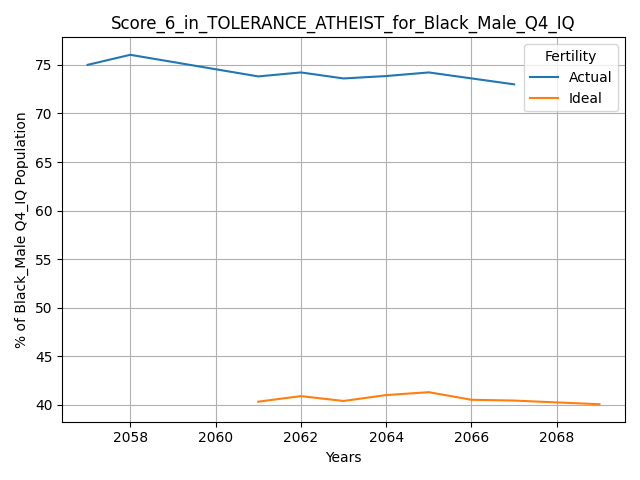 Score_6_in_TOLERANCE_ATHEIST_for_Black_Male_Q4_IQ
Fertility
Actual
Ideal
% of Black_Male Q4_IQ Population
75
70
65
60
55
50
45
40
2058 2060 2062 2064 2066 2068
Years